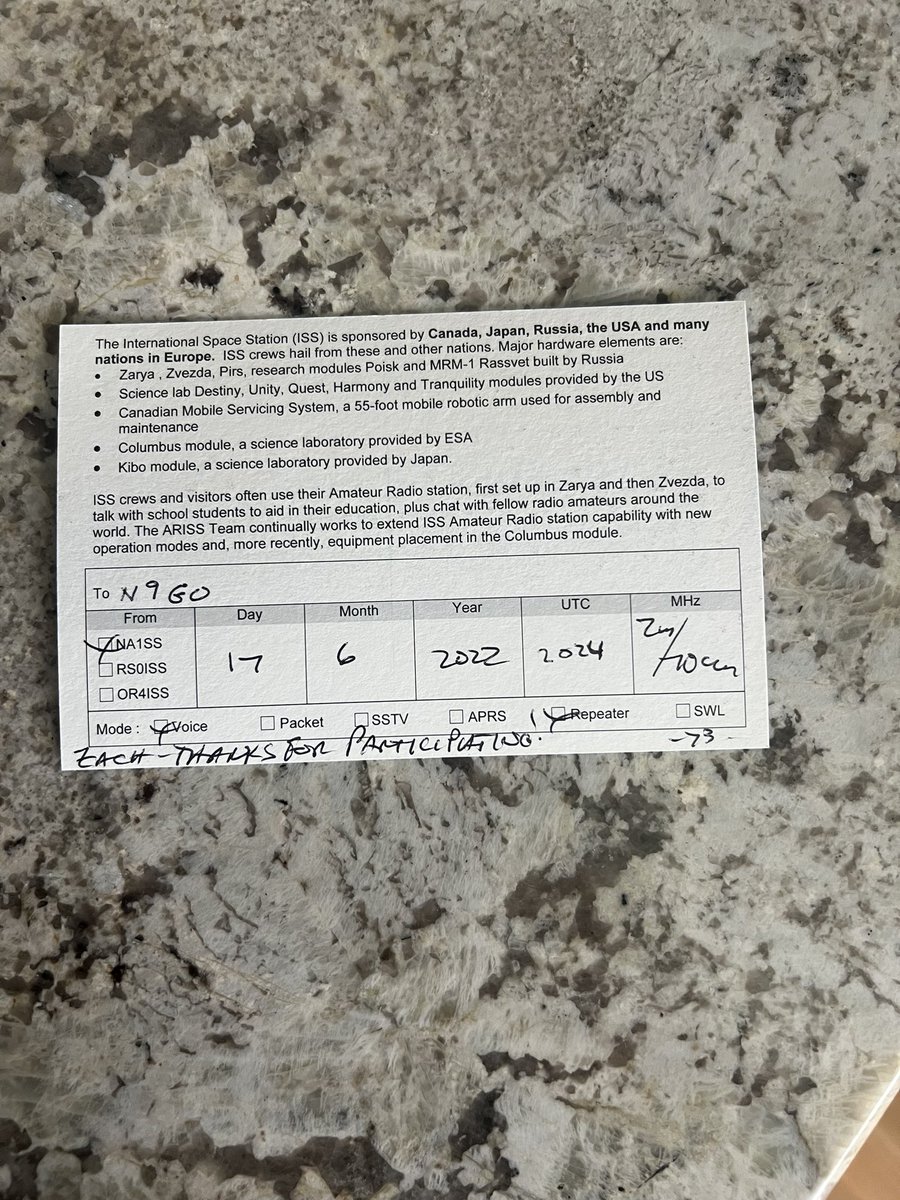 The International Space Station (ISS) is sponsored by Canada, Japan, Russia, the USA and many
nations in Europe. ISS crews hail from these and other nations. Major hardware elements are:
• Zarya , Zvezda, Pirs, research modules Poisk and MRM-1 Rassvet built by Russia
• Science lab Destiny, Unity, Quest, Harmony and Tranquility modules provided by the US
• Canadian Mobile Servicing System, a 55-foot mobile robotic arm used for assembly and
maintenance
• Columbus module, a science laboratory provided by ESA
• Kibo module, a science laboratory provided by Japan.
ISS crews and visitors often use their Amateur Radio station, first set up in Zarya and then Zvezda, to
talk with school students to aid in their education, plus chat with fellow radio amateurs around the
world. The ARISS Team continually works to extend ISS Amateur Radio station capability with new
operation modes and, more recently, equipment placement in the Columbus module.
To N9GO
From Day Month Year UTC MHz
NA1SS 17 6 2022 2024 2m/70cm
RS0ISS
OR4ISS
Mode : Voice Packet SSTV APRS Repeater SWL
ZACH - THANKS FOR PARTICIPATING. -73-